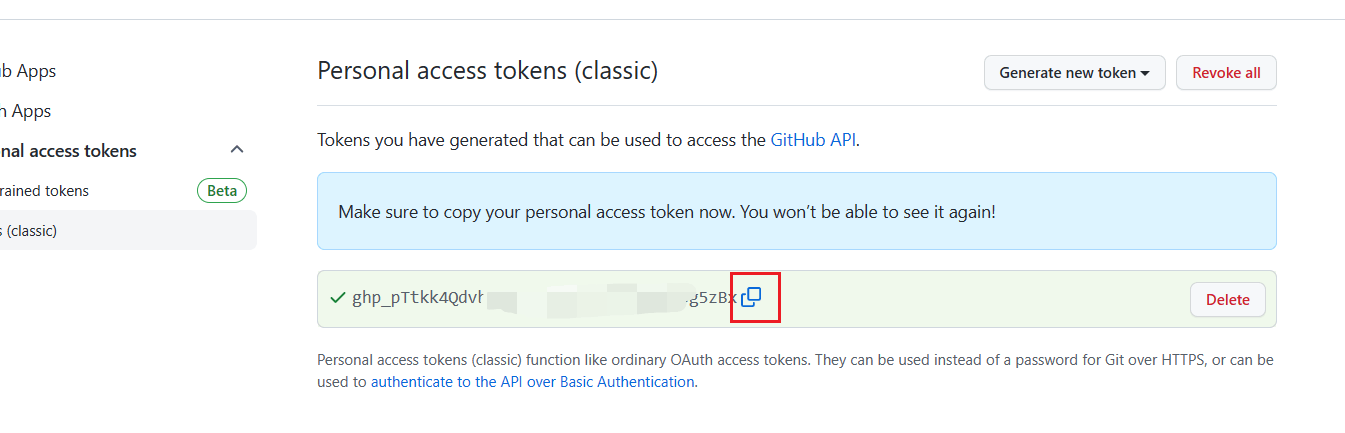 ub Apps
h Apps
nal access tokens
rained tokens
Beta
s (classic)
Personal access tokens (classic)
Generate new token
Revoke all
Tokens you have generated that can be used to access the GitHub API.
Make sure to copy your personal access token now. You won’t be able to see it again!
Delete
Personal access tokens (classic) function like ordinary OAuth access tokens. They can be used instead of a password for Git over HTTPS, or can be
used to authenticate to the API over Basic Authentication.